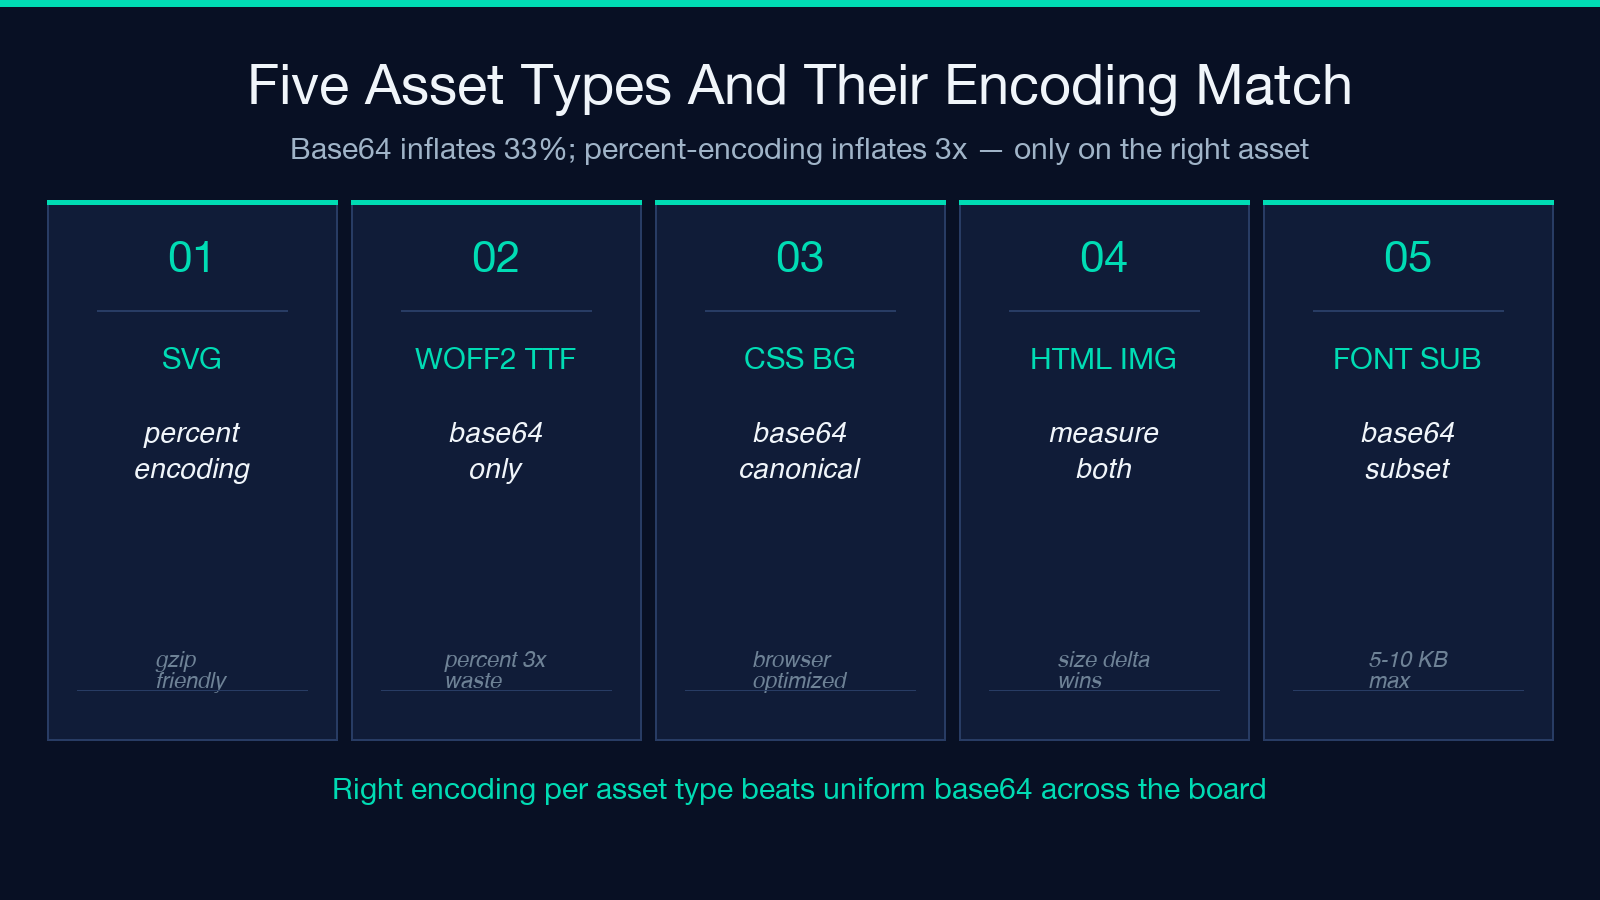 Five Asset Types And Their Encoding Match
Base64 inflates 33%; percent-encoding inflates 3x — only on the right asset
01
SVG
percent
encoding
gzip
friendly
02
WOFF2 TTF
base64
only
percent 3x
waste
03
CSS BG
base64
canonical
browser
optimized
04
HTML IMG
measure
both
size delta
wins
05
FONT SUB
base64
subset
5-10 KB
max
Right encoding per asset type beats uniform base64 across the board